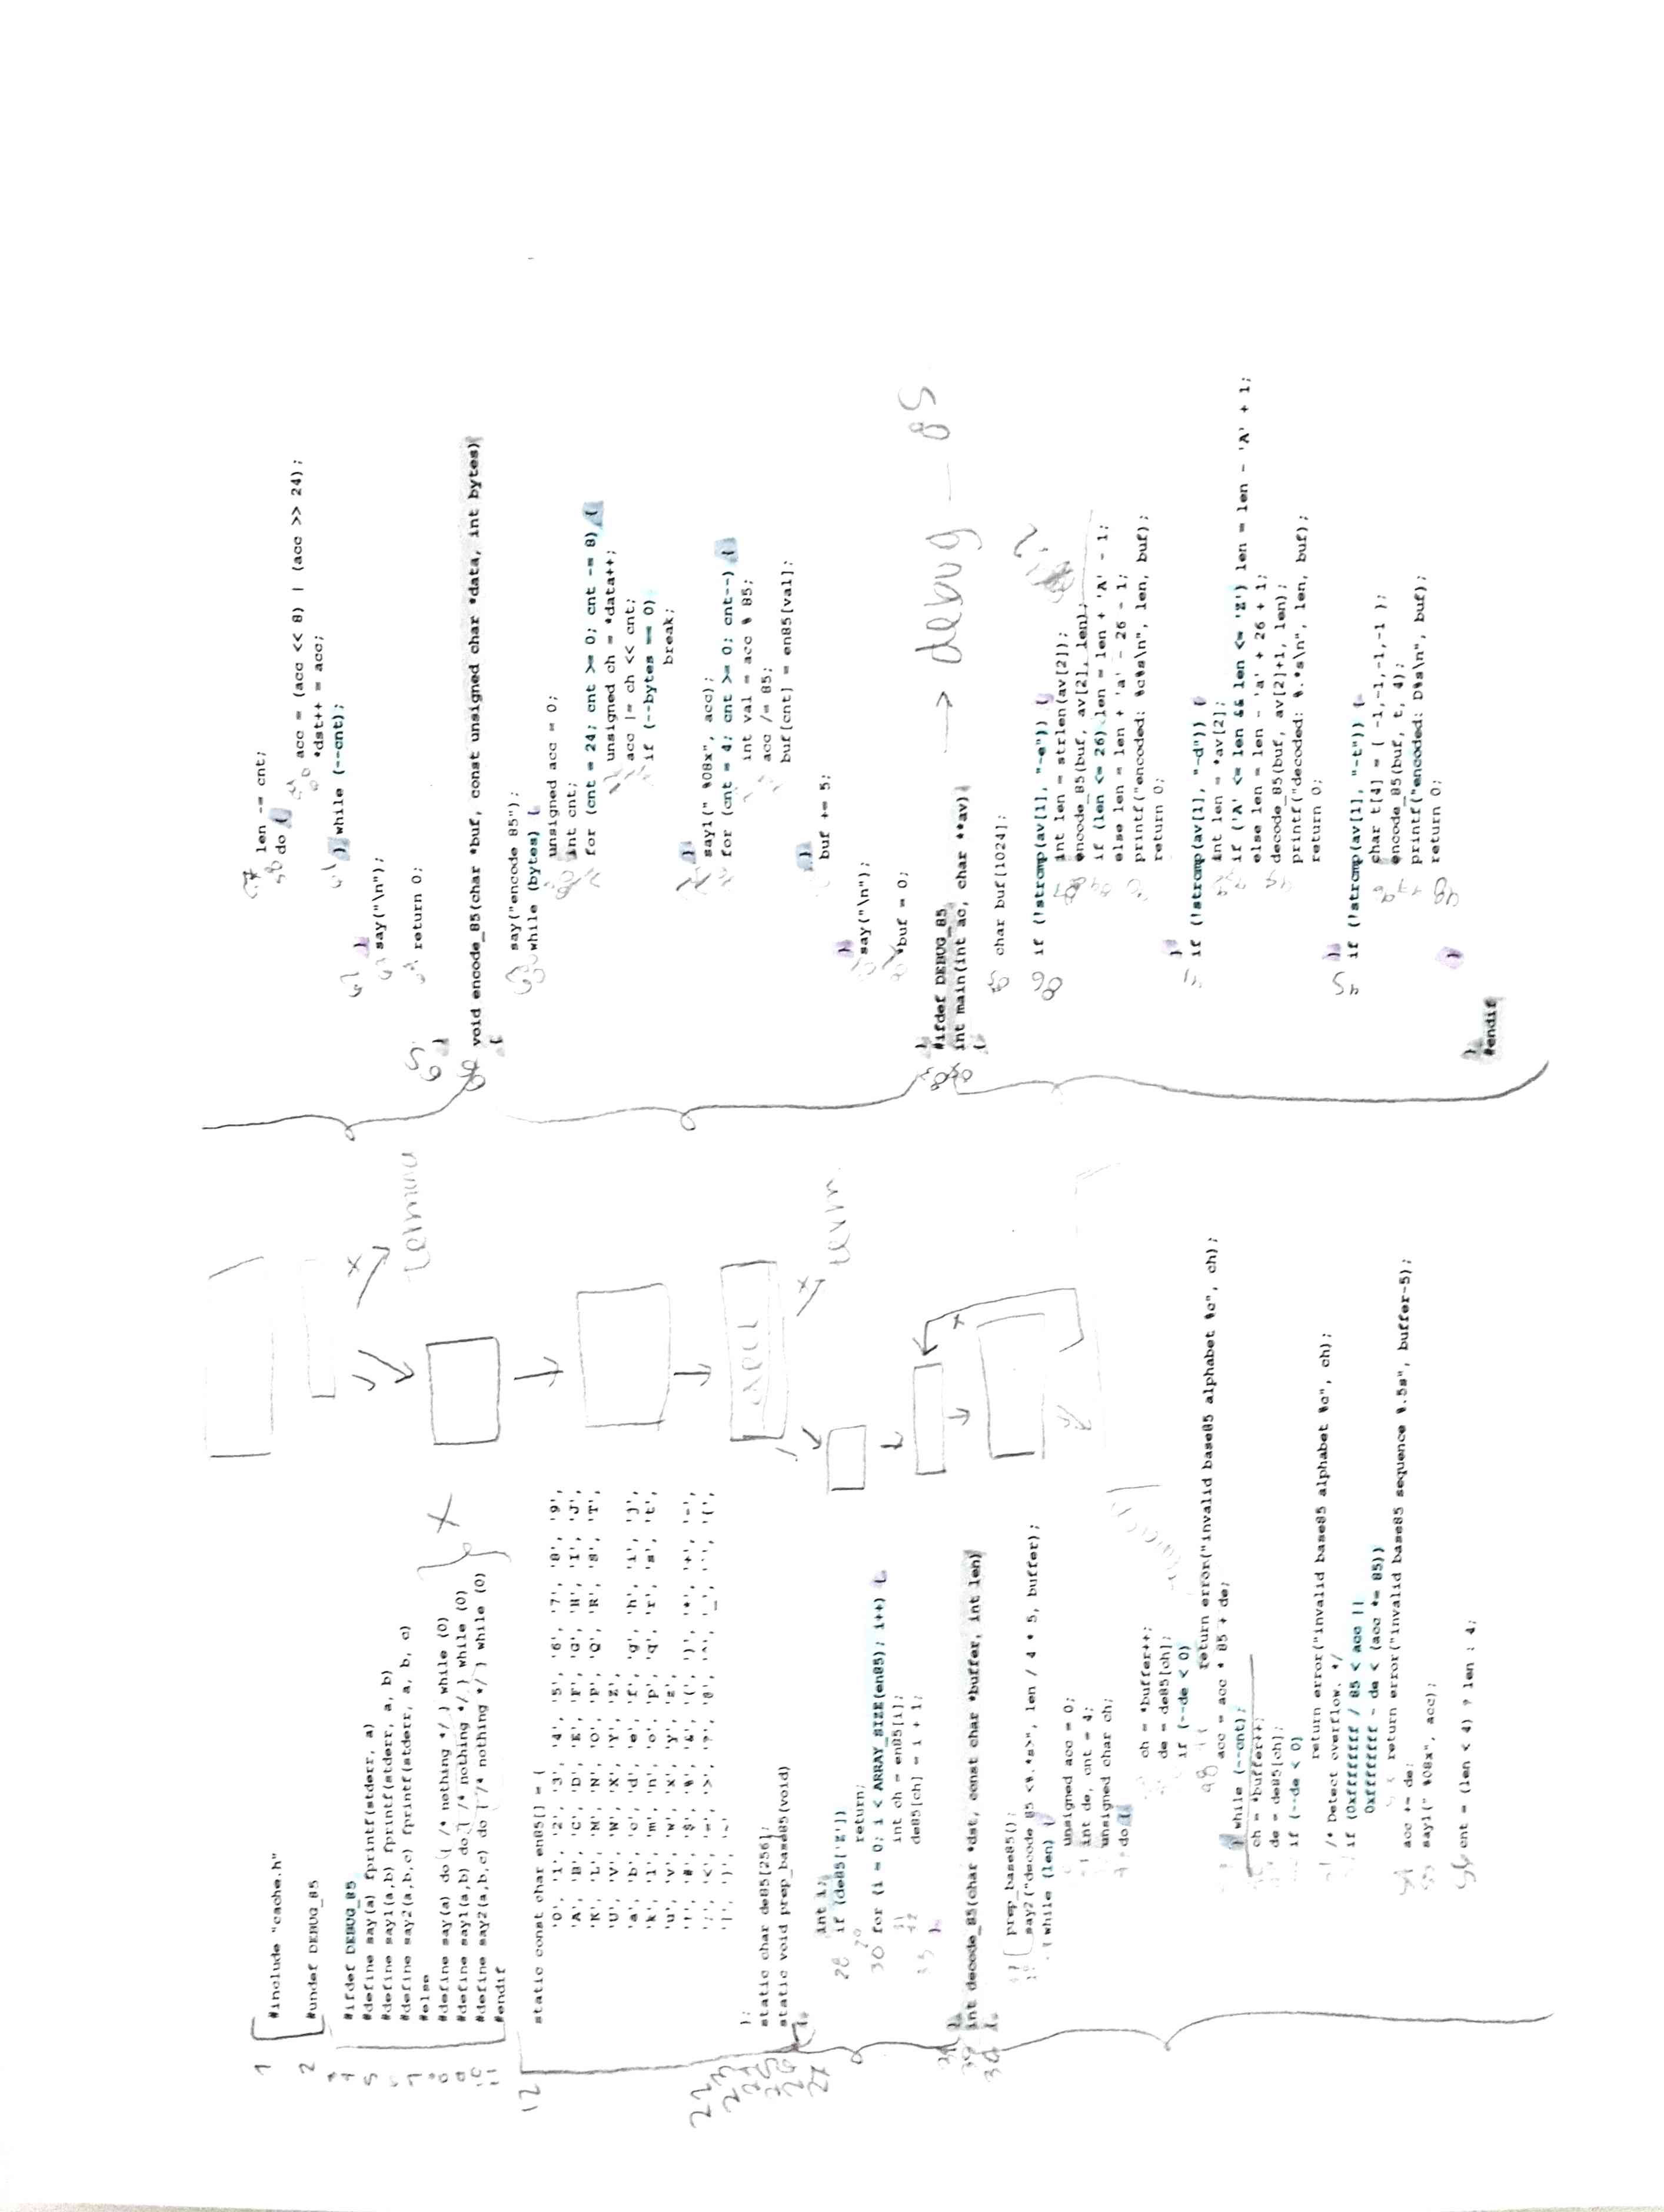 #include "cache.h"
#undef DEBUG_85
#ifdef DEBUG_85
#define say(a) fprintf(stderr, a)
#define say1(a,b) fprintf(stderr, a, b)
#define say2(a,b,c) fprintf(stderr, a, b, c)
#else
#define say(a) do { /* nothing */ } while (0)
#define say1(a,b) do { /* nothing */ } while (0)
#define say2(a,b,c) do { /* nothing */ } while (0)
#endif
static const char en85[] = {
'0', '1', '2', '3', '4', '5', '6', '7', '8', '9',
'A', 'B', 'C', 'D', 'E', 'F', 'G', 'H', 'I', 'J',
'K', 'L', 'M', 'N', 'O', 'P', 'Q', 'R', 'S', 'T',
'U', 'V', 'W', 'X', 'Y', 'Z',
'a', 'b', 'c', 'd', 'e', 'f', 'g', 'h', 'i', 'j',
'k', 'l', 'm', 'n', 'o', 'p', 'q', 'r', 's', 't',
'u', 'v', 'w', 'x', 'y', 'z',
'!', '#', '$', '%', '&', '(', ')', '*', '+', '-',
';', '<', '=', '>', '?', '@', '^', '_', '`', '{',
'|', '}', '~'
};
static char de85[256];
static void prep_base85(void)
{
int i;
28 if (de85['Z'])
return;
30 for (i = 0; i < ARRAY_SIZE(en85); i++) {
int ch = en85[i];
de85[ch] = i + 1;
}
}
int decode_85(char *dst, const char *buffer, int len)
{
prep_base85();
say2("decode 85 <%.*s>", len / 4 * 5, buffer);
while (len) {
unsigned acc = 0;
int de, cnt = 4;
unsigned char ch;
do {
ch = *buffer++;
de = de85[ch];
if (--de < 0)
return error("invalid base85 alphabet %c", ch);
acc = acc * 85 + de;
} while (--cnt);
ch = *buffer++;
de = de85[ch];
if (--de < 0)
return error("invalid base85 alphabet %c", ch);
/* Detect overflow. */
if (0xffffffff / 85 < acc ||
0xffffffff - de < (acc *= 85))
return error("invalid base85 sequence %.5s", buffer-5);
acc += de;
say1(" %08x", acc);
56 cnt = (len < 4) ? len : 4;
len -= cnt;
do {
acc = (acc << 8) | (acc >> 24);
*dst++ = acc;
} while (--cnt);
}
say("\n");
return 0;
65 }
void encode_85(char *buf, const unsigned char *data, int bytes)
{
say("encode 85");
while (bytes) {
unsigned acc = 0;
int cnt;
for (cnt = 24; cnt >= 0; cnt -= 8) {
unsigned ch = *data++;
acc |= ch << cnt;
if (--bytes == 0)
break;
}
say1(" %08x", acc);
for (cnt = 4; cnt >= 0; cnt--) {
int val = acc % 85;
acc /= 85;
buf[cnt] = en85[val];
}
buf += 5;
}
say("\n");
*buf = 0;
}
#ifdef DEBUG_85 → debug - 85
int main(int ac, char **av)
{
char buf[1024];
86 if (!strcmp(av[1], "-e")) {
int len = strlen(av[2]);
encode_85(buf, av[2], len);
if (len <= 26) len = len + 'A' - 1;
else len = len + 'a' - 26 - 1;
printf("encoded: %c%s\n", len, buf);
return 0;
}
if (!strcmp(av[1], "-d")) {
int len = *av[2];
if ('A' <= len && len <= 'Z') len = len - 'A' + 1;
else len = len - 'a' + 26 + 1;
decode_85(buf, av[2]+1, len);
printf("decoded: %.*s\n", len, buf);
return 0;
}
if (!strcmp(av[1], "-t")) {
char t[4] = { -1,-1,-1,-1 };
encode_85(buf, t, 4);
printf("encoded: D%s\n", buf);
return 0;
}
}
#endif